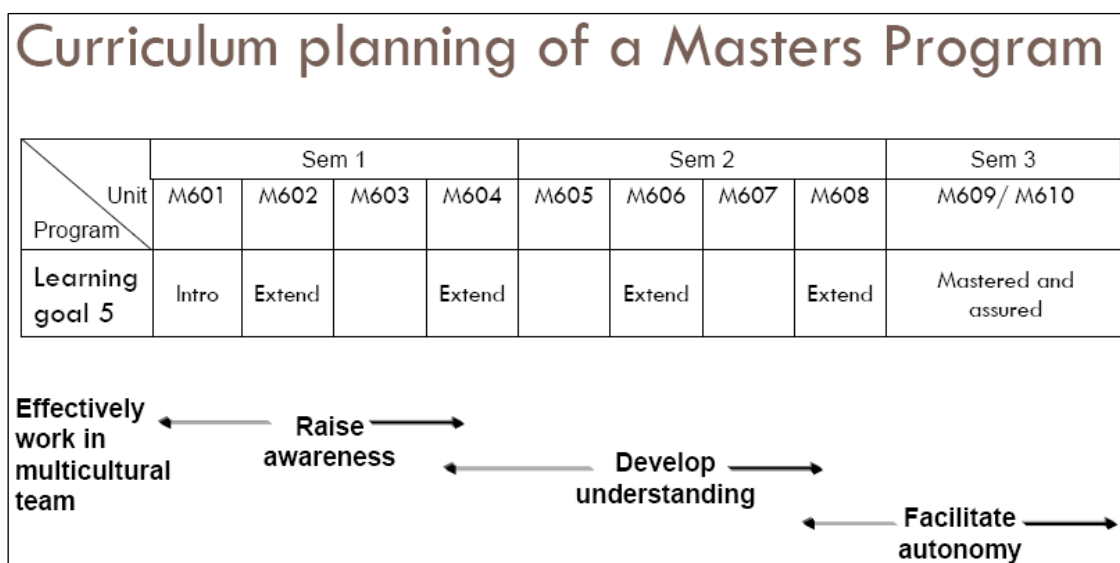 Curriculum planning of a Masters Program
Sem 1 Sem 2 Sem 3
Unit M601 M602 M603 M604 M605 M606 M607 M608 M609/ M610
Program
Learning
goal 5
Intro Extend Extend Extend Extend
Mastered and
assured
Effectively
work in
multicultural
team
Raise
awareness
Develop
understanding
Facilitate
autonomy